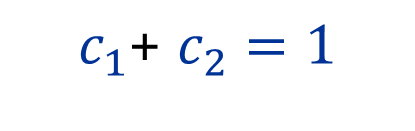 c₁ + c₂ = 1